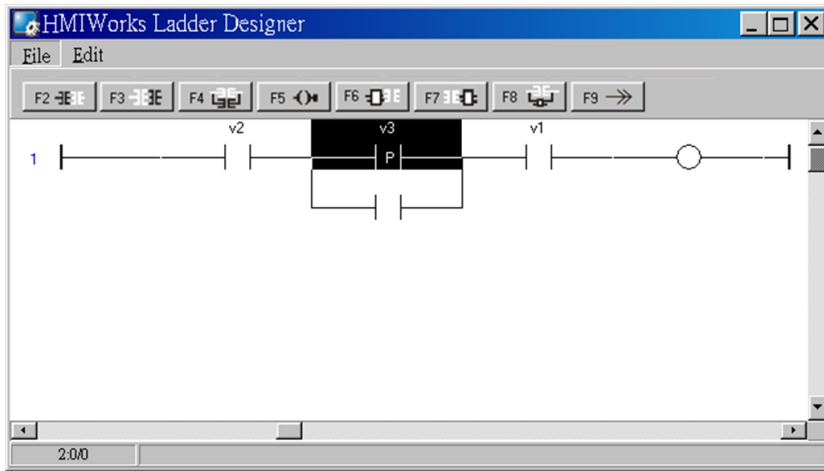 HMIWorks Ladder Designer
File Edit
F2 F3 F4 F5 F6 F7 F8 F9
v2 v3 v1
1 P
2:0/0